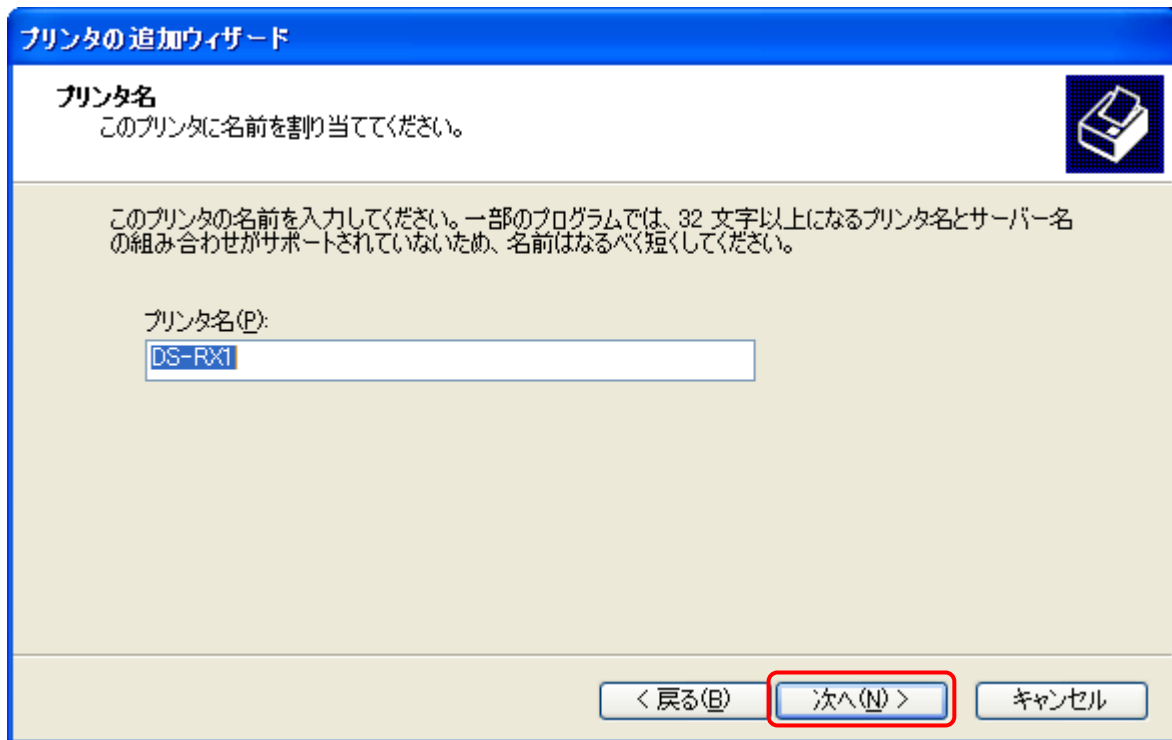 プリンタの追加ウィザード
プリンタ名
このプリンタに名前を割り当ててください。
このプリンタの名前を入力してください。一部のプログラムでは、32 文字以上になるプリンタ名とサーバー名
の組み合わせがサポートされていないため、名前はなるべく短くしてください。
プリンタ名(P):
DS-RX1
< 戻る(B) 次へ(N) > キャンセル